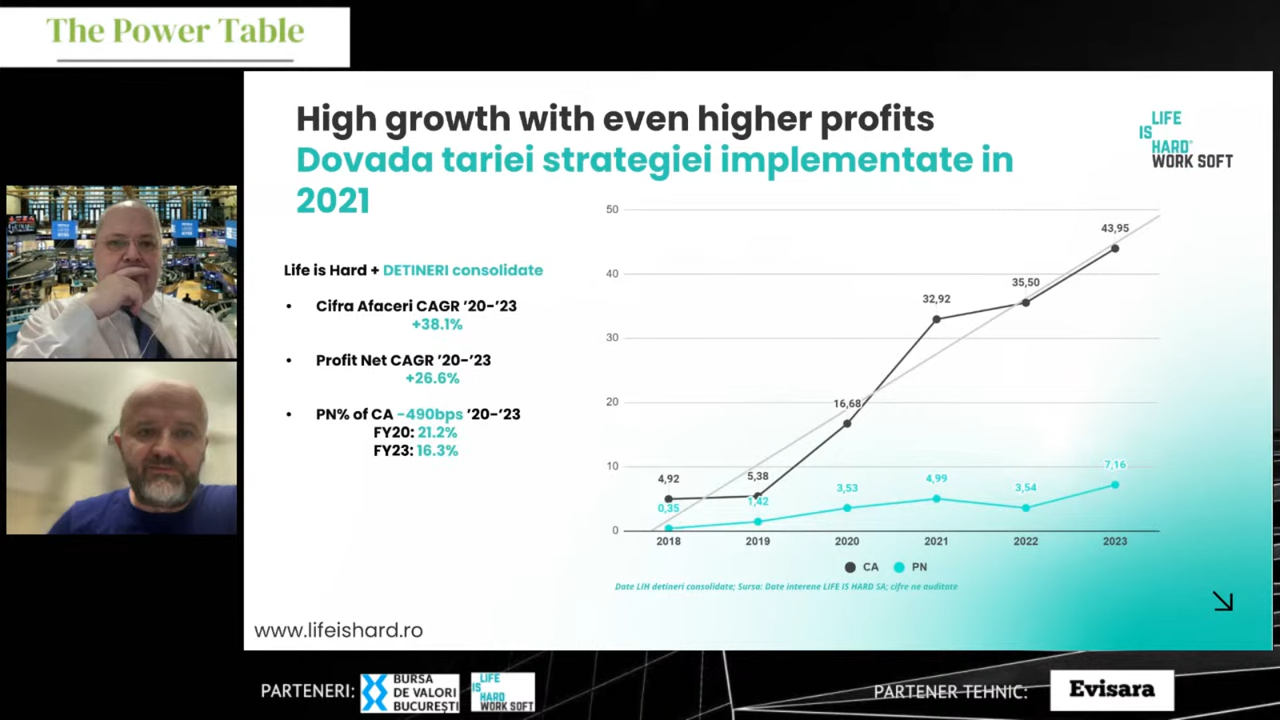 The Power Table
High growth with even higher profits
Dovada tariei strategiei implementate in
2021
LIFE
IS
HARD®
WORK SOFT
Life is Hard + DETINERI consolidate
• Cifra Afaceri CAGR ’20-’23
+38.1%
• Profit Net CAGR ’20-’23
+26.6%
• PN% of CA -490bps ’20-’23
FY20: 21.2%
FY23: 16.3%
50
40
30
20
10
0
4,92
5,38
16,68
32,92
35,50
43,95
0,35
1,42
3,53
4,99
3,54
7,16
2018
2019
2020
2021
2022
2023
CA
PN
Date LIH detineri consolidate; Sursa: Date interene LIFE IS HARD SA; cifre ne auditate
www.lifeishard.ro
PARTENERI:
BURSA
DE VALORI
BUCUREȘTI
LIFE
IS
HARD
WORK SOFT
PARTENER TEHNIC:
Evisara